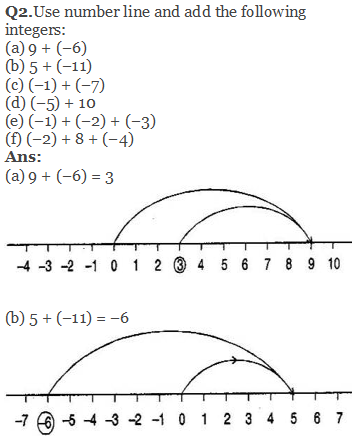 Q2.Use number line and add the following
integers:
(a) 9 + (−6)
(b) 5 + (−11)
(c) (−1) + (−7)
(d) (−5) + 10
(e) (−1) + (−2) + (−3)
(f) (−2) + 8 + (−4)
Ans:
(a) 9 + (−6) = 3
-4 -3 -2 -1 0 1 2 3 4 5 6 7 8 9 10
(b) 5 + (−11) = −6
-7 -6 -5 -4 -3 -2 -1 0 1 2 3 4 5 6 7